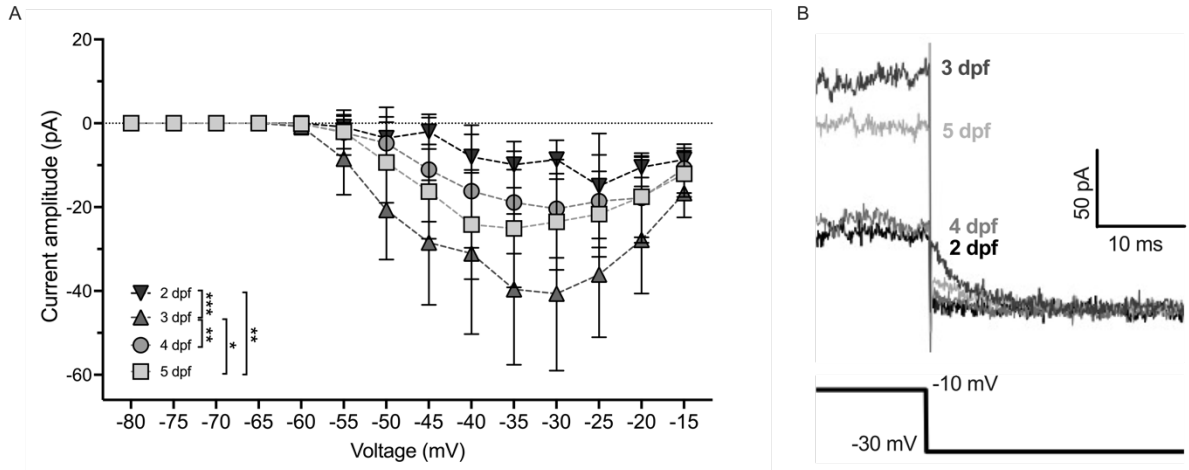 A
B
20
0
-20
-40
-60
Current amplitude (pA)
2 dpf
3 dpf
4 dpf
5 dpf
***
**
*
**
-80 -75 -70 -65 -60 -55 -50 -45 -40 -35 -30 -25 -20 -15
Voltage (mV)
3 dpf
5 dpf
4 dpf
2 dpf
50 pA
10 ms
-10 mV
-30 mV